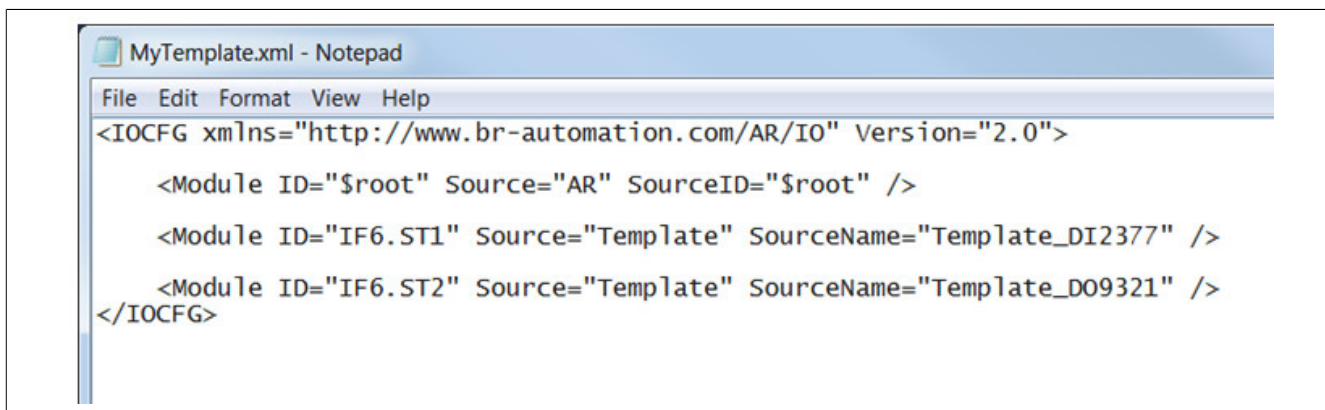 MyTemplate.xml - Notepad
File Edit Format View Help
<IOCFG xmlns="http://www.br-automation.com/AR/IO" Version="2.0">
<Module ID="$root" Source="AR" SourceID="$root" />
<Module ID="IF6.ST1" Source="Template" SourceName="Template_DI2377" />
<Module ID="IF6.ST2" Source="Template" SourceName="Template_DO9321" />
</IOCFG>